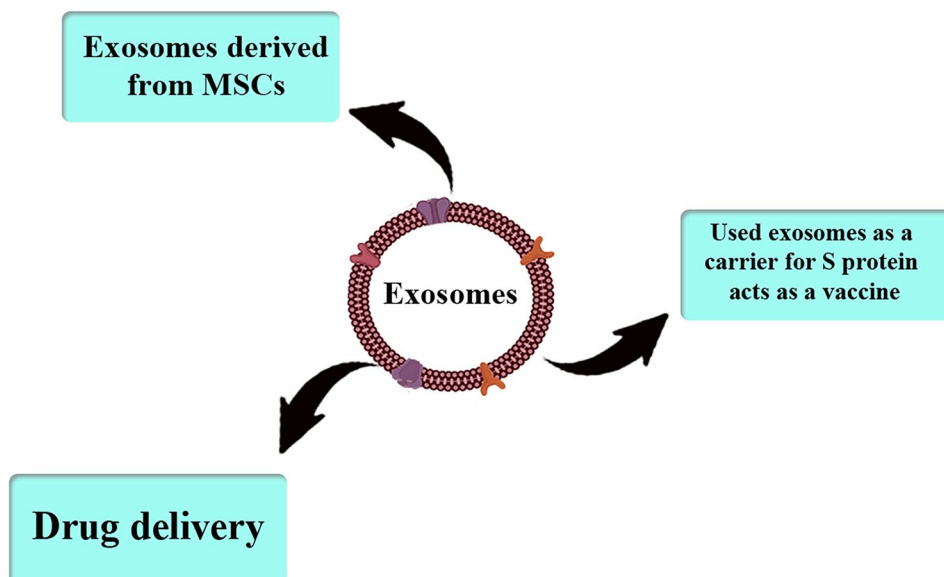 Exosomes derived
from MSCs
Used exosomes as a
carrier for S protein
acts as a vaccine
Exosomes
Drug delivery